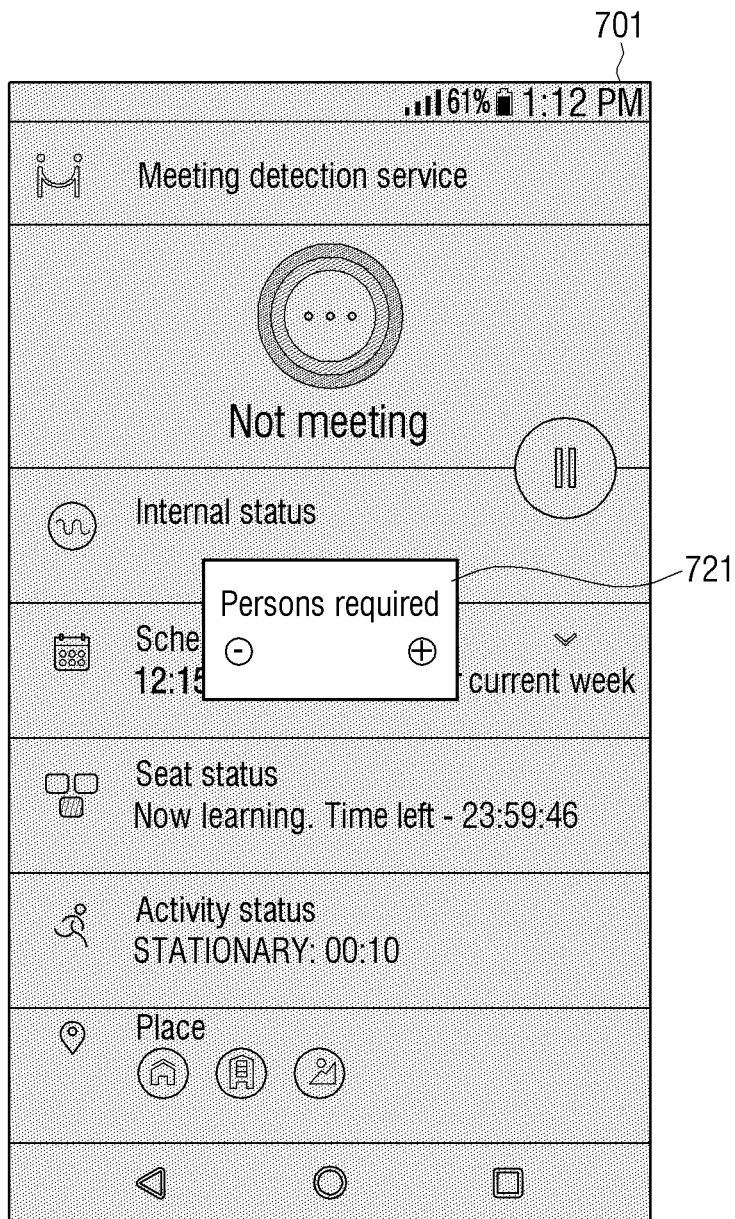 701
61% 1:12 PM
Meeting detection service
Not meeting
Internal status
721
Persons required
Sche
12:15 current week
Seat status
Now learning. Time left - 23:59:46
Activity status
STATIONARY: 00:10
Place